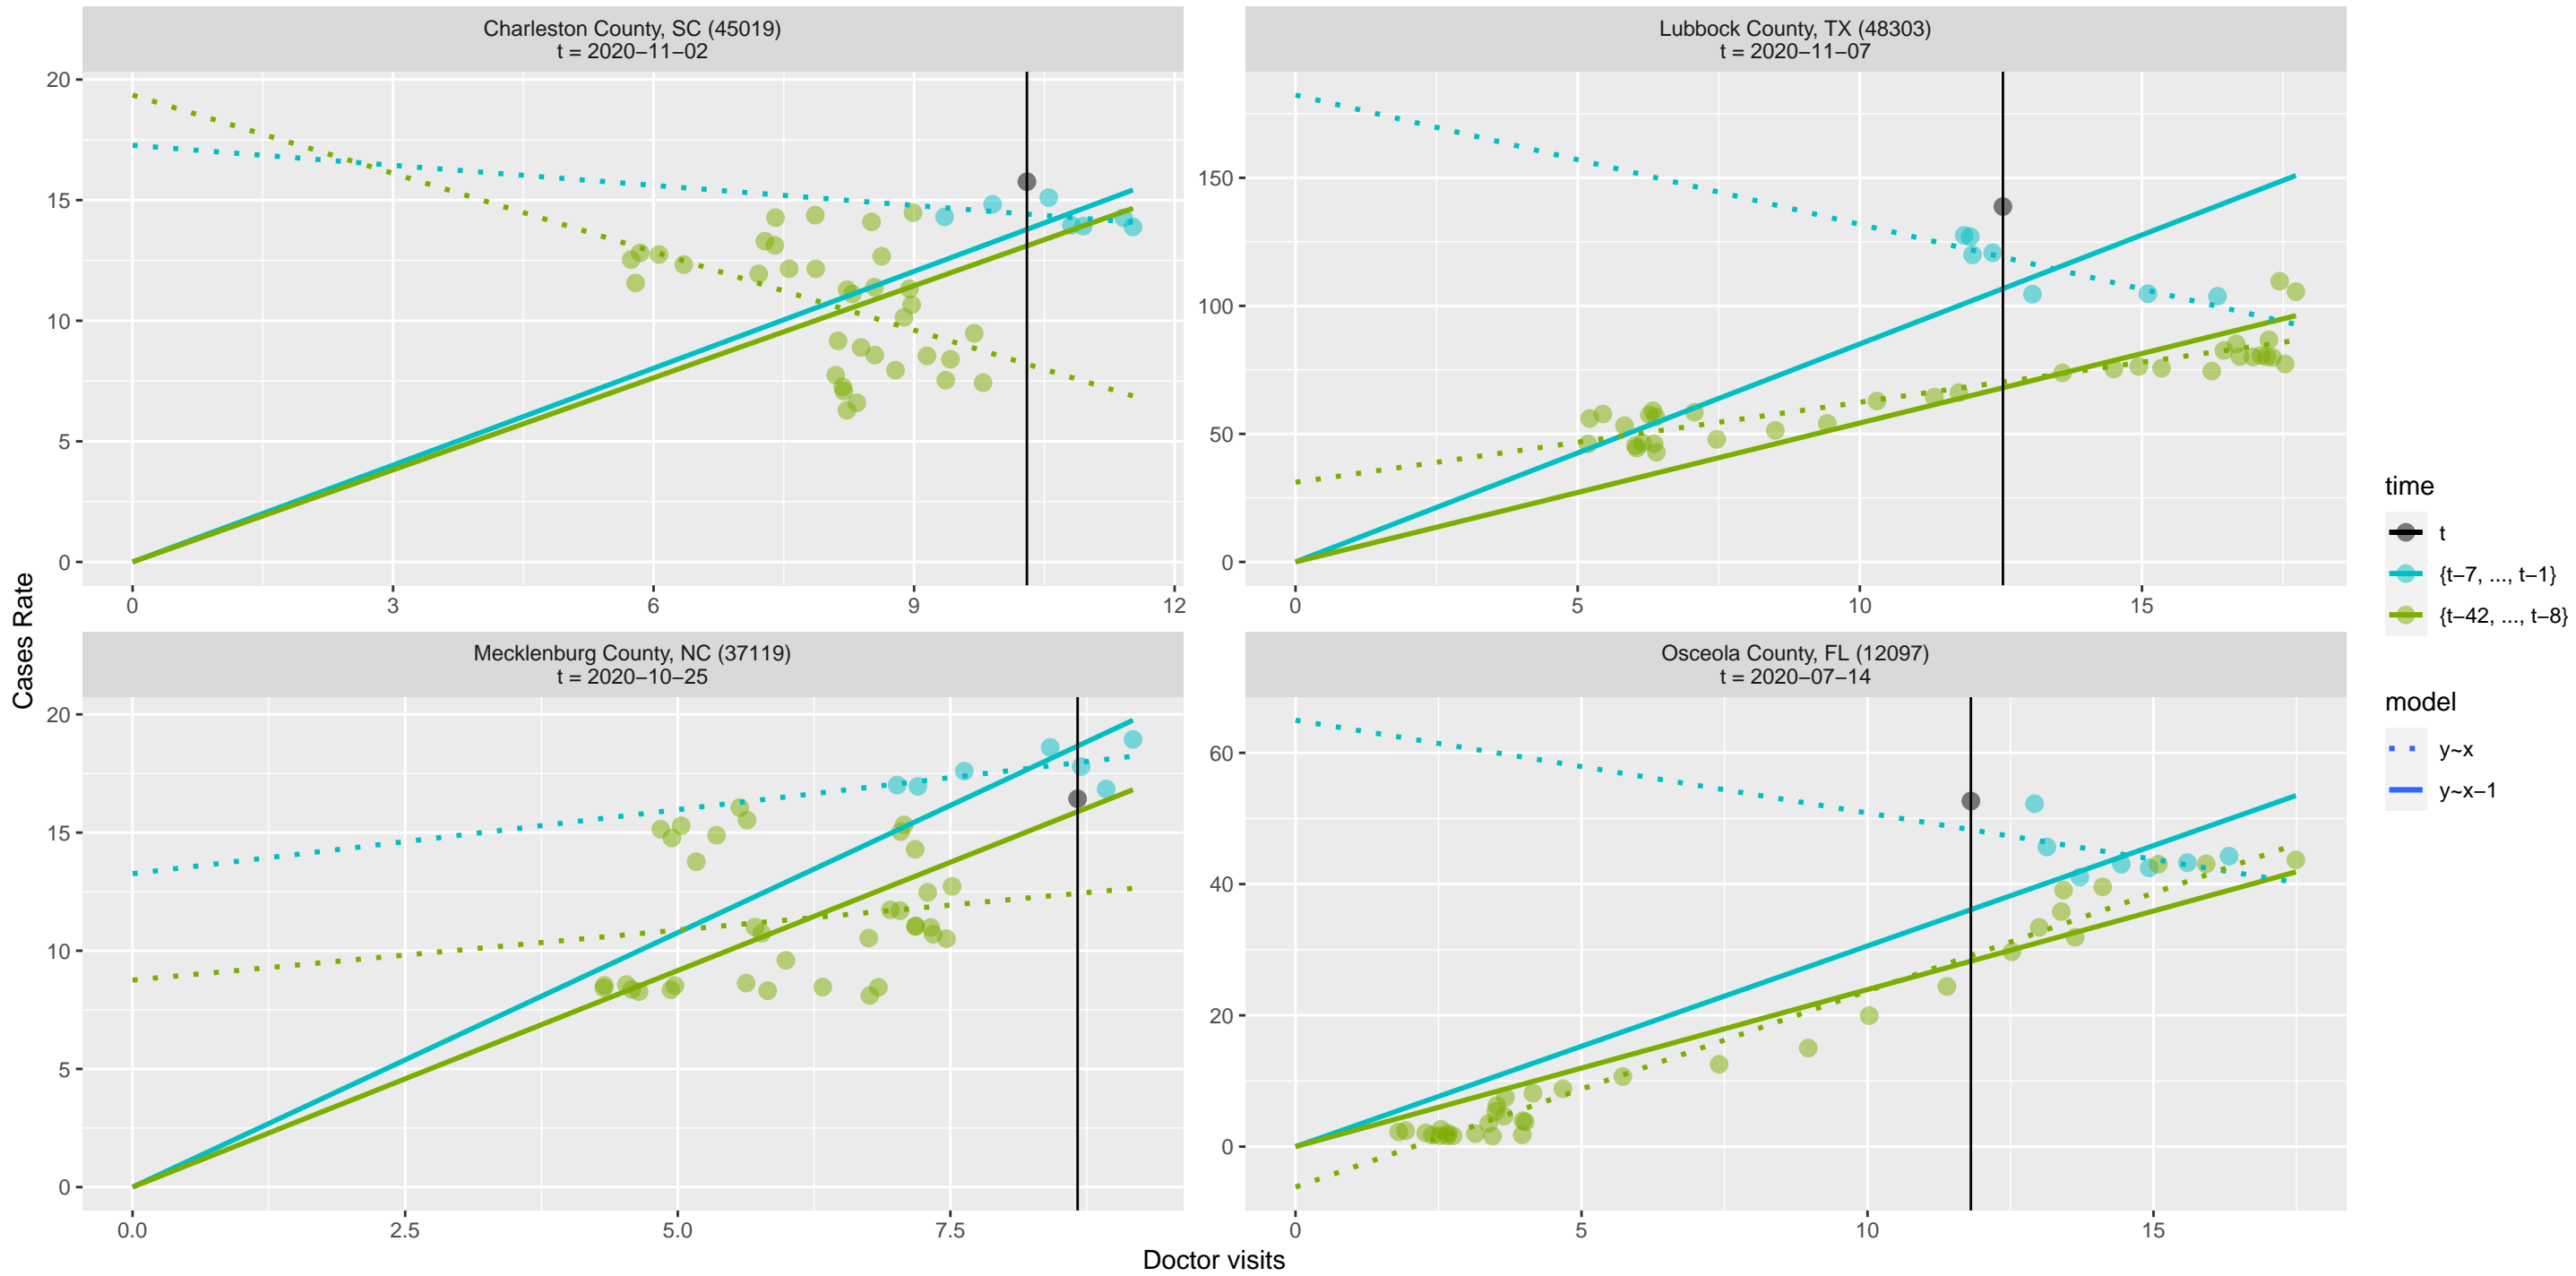 Charleston County, SC (45019)
t = 2020−11−02
Lubbock County, TX (48303)
t = 2020−11−07
20
15
10
5
0
0
3
6
9
12
150
100
50
0
0
5
10
15
Mecklenburg County, NC (37119)
t = 2020−10−25
Osceola County, FL (12097)
t = 2020−07−14
20
15
10
5
0
0.0
2.5
5.0
7.5
60
40
20
0
0
5
10
15
Cases Rate
Doctor visits
time
t
{t−7, ..., t−1}
{t−42, ..., t−8}
model
y~x
y~x−1